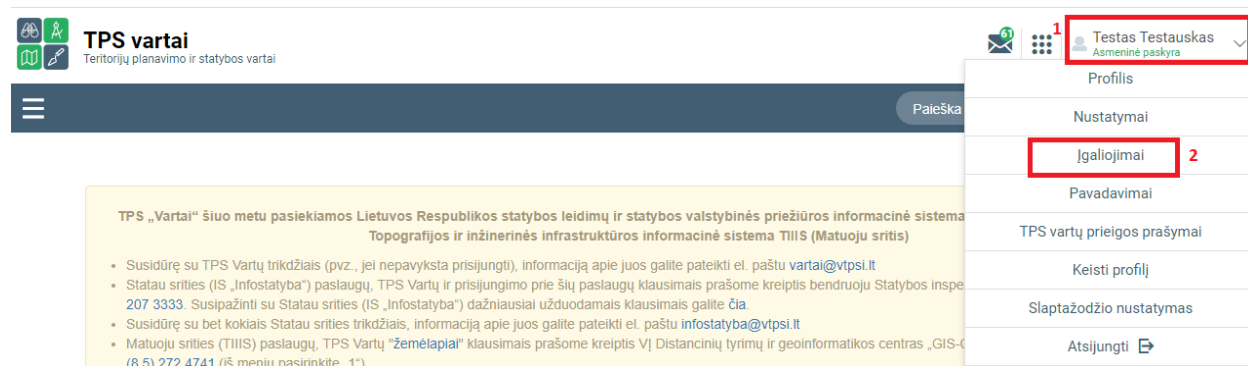 TPS vartai
Teritorijų planavimo ir statybos vartai
61
1
Testas Testauskas
Asmeninė paskyra
Profilis
Paieška
Nustatymai
Įgaliojimai
2
Pavadavimai
TPS vartų prieigos prašymai
Keisti profilį
Slaptažodžio nustatymas
Atsijungti
TPS „Vartai“ šiuo metu pasiekiamos Lietuvos Respublikos statybos leidimų ir statybos valstybinės priežiūros informacinė sistema
Topografijos ir inžinerinės infrastruktūros informacinė sistema TIIIS (Matuoju sritis)
• Susidūrę su TPS Vartų trikdžiais (pvz., jei nepavyksta prisijungti), informaciją apie juos galite pateikti el. paštu vartai@vtpsi.lt
• Statau srities (IS „Infostatyba“) paslaugų, TPS Vartų ir prisijungimo prie šių paslaugų klausimais prašome kreiptis bendruoju Statybos inspe
207 3333. Susipažinti su Statau srities (IS „Infostatyba“) dažniausiai užduodamais klausimais galite čia.
• Susidūrę su bet kokiais Statau srities trikdžiais, informaciją apie juos galite pateikti el. paštu infostatyba@vtpsi.lt
• Matuoju srities (TIIIS) paslaugų, TPS Vartų "žemėlapiai" klausimais prašome kreiptis VĮ Distancinių tyrimų ir geoinformatikos centras „GIS-C
(8 5) 272 4741 (iš meniu pasirinkite „1“)